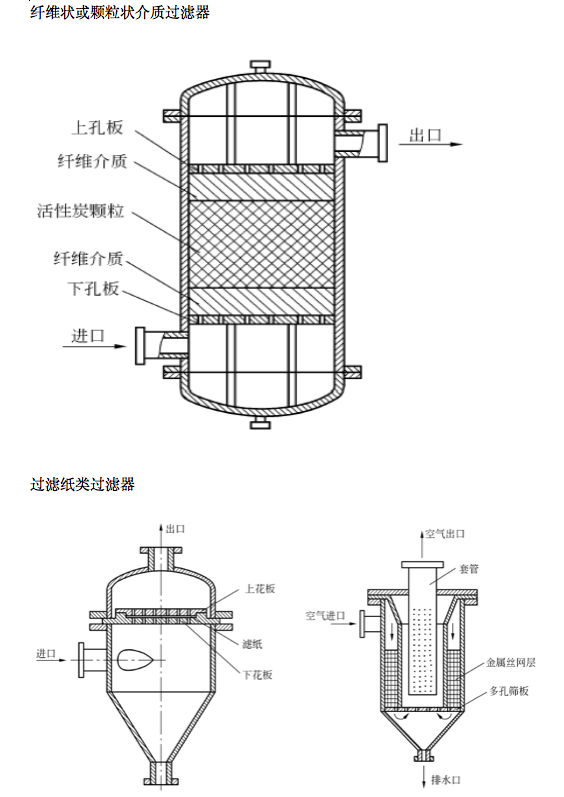 纤维状或颗粒状介质过滤器
上孔板
出口
纤维介质
活性炭颗粒
纤维介质
下孔板
进口
过滤纸类过滤器
出口
上花板
滤纸
进口
下花板
空气出口
套管
空气进口
金属丝网层
多孔筛板
排水口